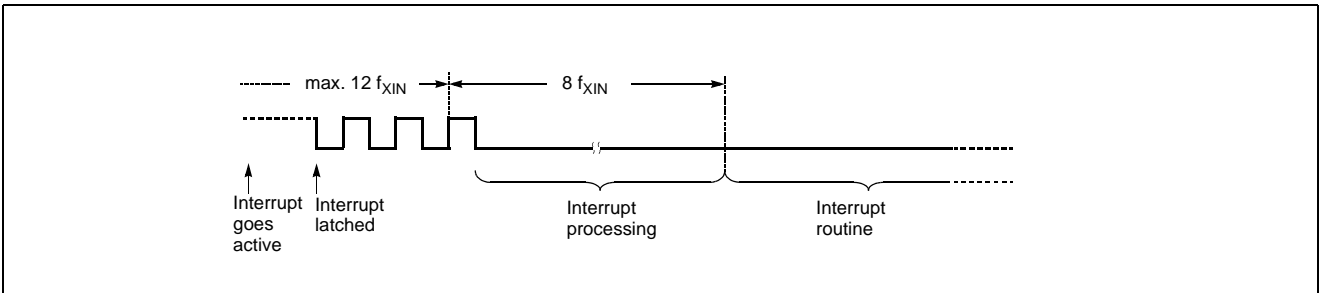 max. 12 fXIN
8 fXIN
Interrupt
goes
active
Interrupt
latched
Interrupt
processing
Interrupt
routine